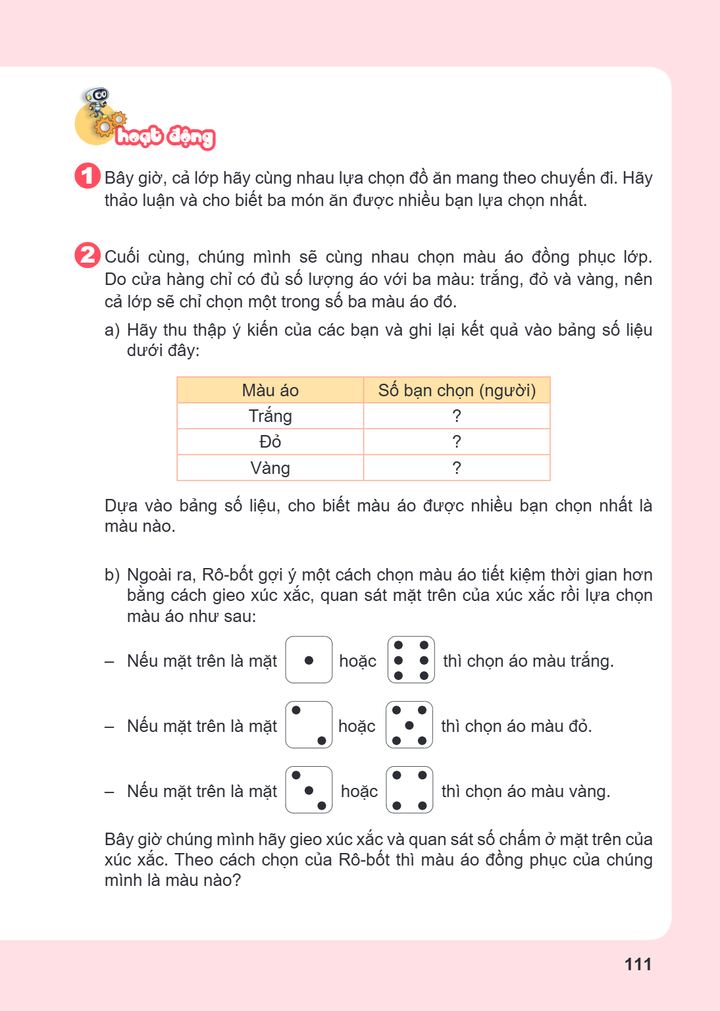 hoạt động
1 Bây giờ, cả lớp hãy cùng nhau lựa chọn đồ ăn mang theo chuyến đi. Hãy
thảo luận và cho biết ba món ăn được nhiều bạn lựa chọn nhất.
2 Cuối cùng, chúng mình sẽ cùng nhau chọn màu áo đồng phục lớp.
Do cửa hàng chỉ có đủ số lượng áo với ba màu: trắng, đỏ và vàng, nên
cả lớp sẽ chỉ chọn một trong số ba màu áo đó.
a) Hãy thu thập ý kiến của các bạn và ghi lại kết quả vào bảng số liệu
dưới đây:
Màu áo Số bạn chọn (người)
Trắng ?
Đỏ ?
Vàng ?
Dựa vào bảng số liệu, cho biết màu áo được nhiều bạn chọn nhất là
màu nào.
b) Ngoài ra, Rô-bốt gợi ý một cách chọn màu áo tiết kiệm thời gian hơn
bằng cách gieo xúc xắc, quan sát mặt trên của xúc xắc rồi lựa chọn
màu áo như sau:
– Nếu mặt trên là mặt hoặc thì chọn áo màu trắng.
– Nếu mặt trên là mặt hoặc thì chọn áo màu đỏ.
– Nếu mặt trên là mặt hoặc thì chọn áo màu vàng.
Bây giờ chúng mình hãy gieo xúc xắc và quan sát số chấm ở mặt trên của
xúc xắc. Theo cách chọn của Rô-bốt thì màu áo đồng phục của chúng
mình là màu nào?
111